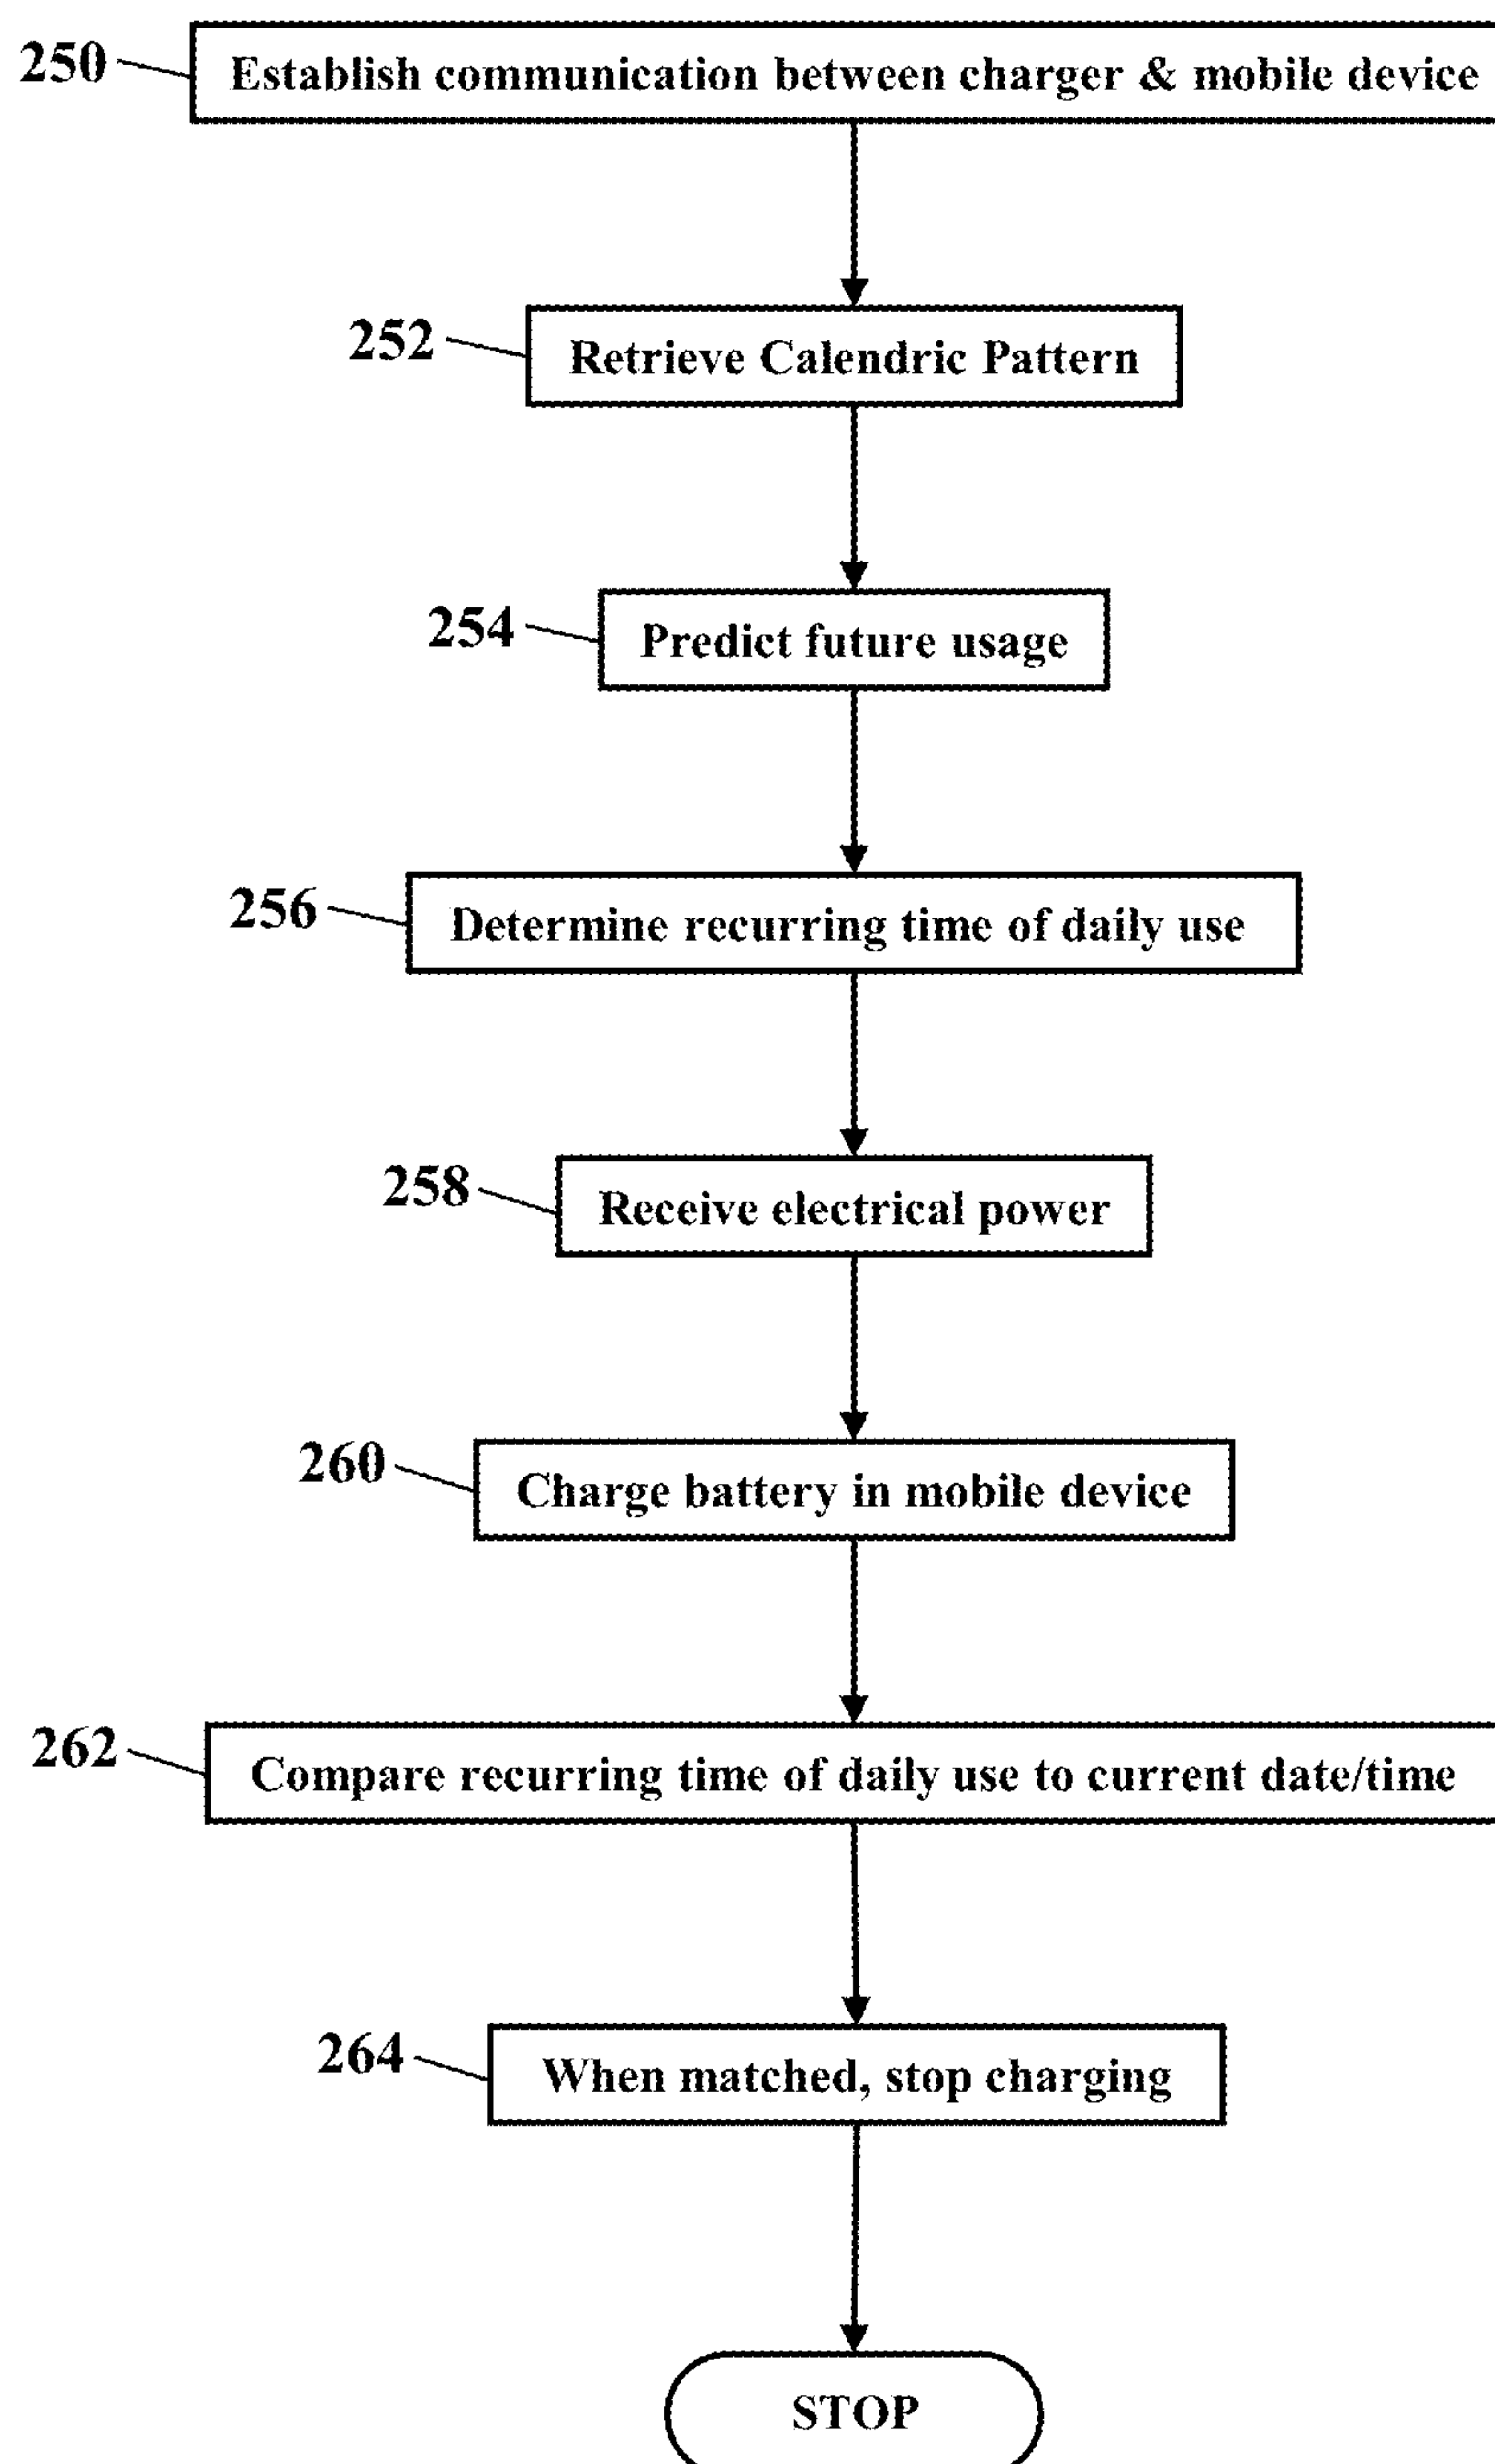 250 Establish communication between charger & mobile device
252 Retrieve Calendric Pattern
254 Predict future usage
256 Determine recurring time of daily use
258 Receive electrical power
260 Charge battery in mobile device
262 Compare recurring time of daily use to current date/time
264 When matched, stop charging
STOP